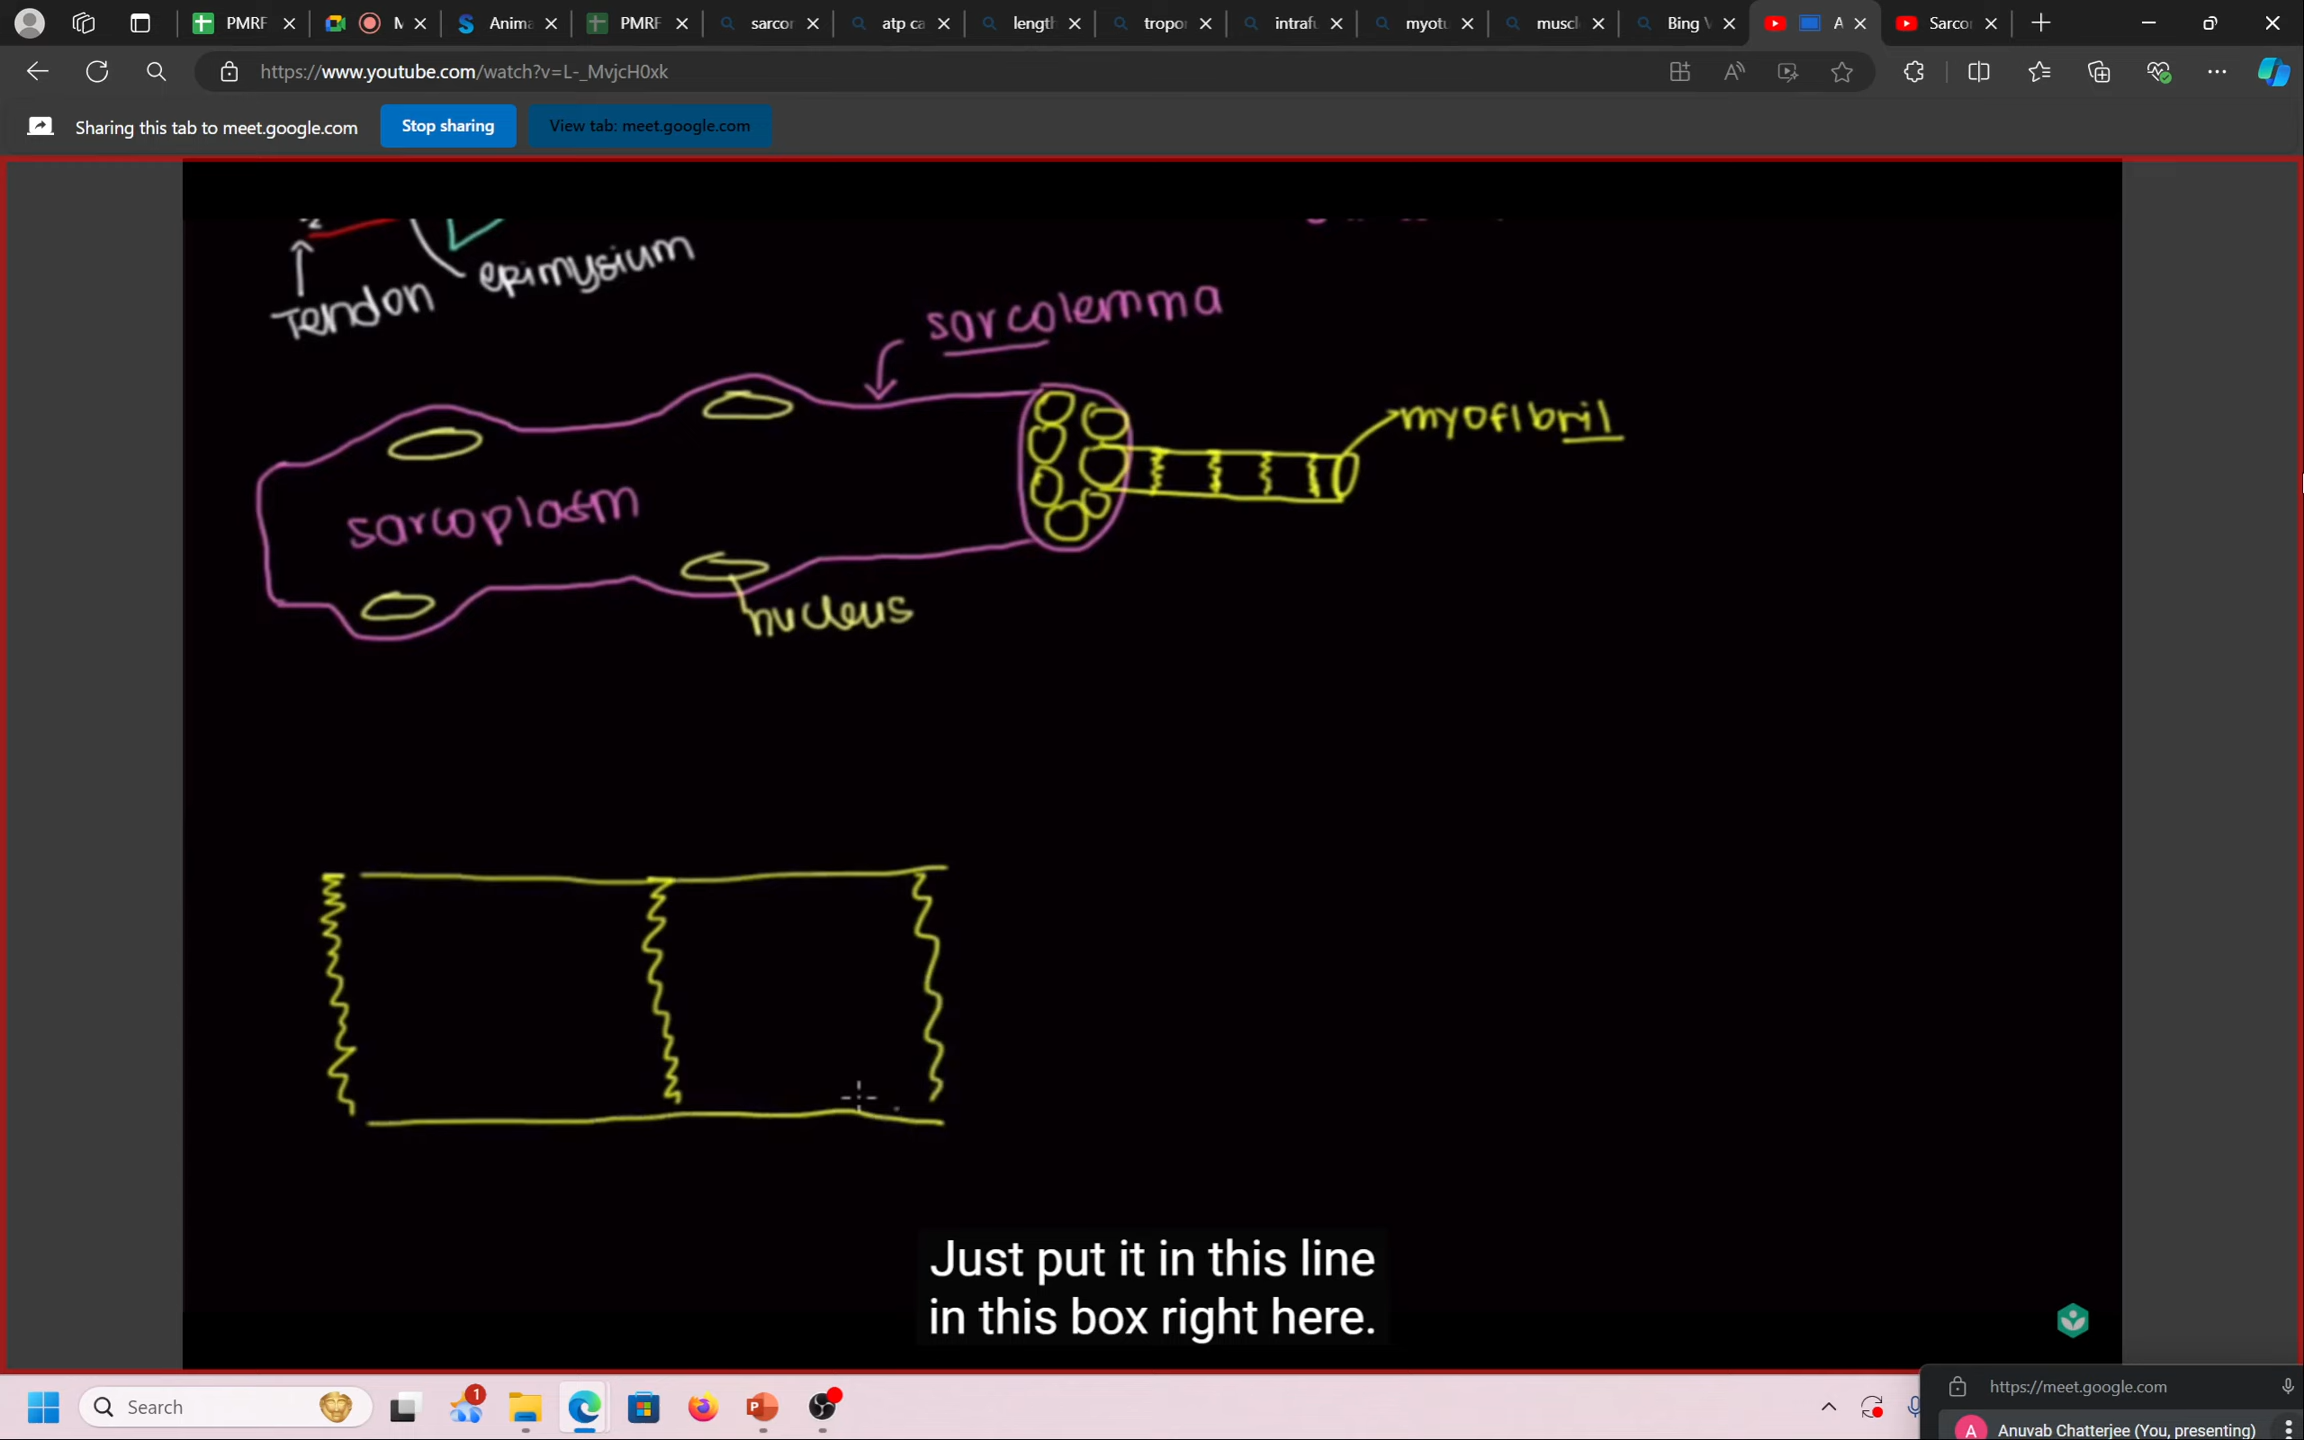 PMRF
M
Anima
PMRF
sarcor
atp ca
length
tropo
intrafu
myotu
muscl
Bing V
A
Sarco
https://www.youtube.com/watch?v=L-_MvjcH0xk
Sharing this tab to meet.google.com
Stop sharing
View tab: meet.google.com
epimysium
Tendon
sarcolemma
myofibril
sarcoplasm
nucleus
Just put it in this line
in this box right here.
Search
1
P
https://meet.google.com
A
Anuvab Chatterjee (You, presenting)